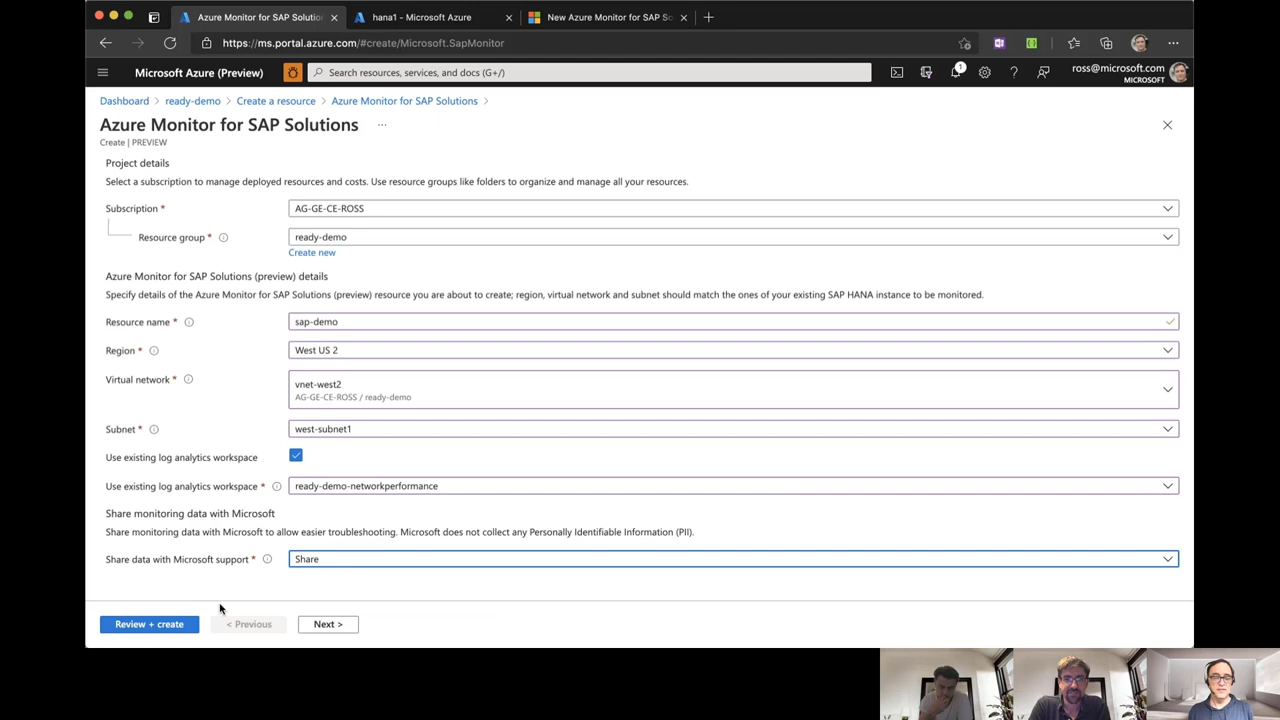 Azure Monitor for SAP Solution
hana1 - Microsoft Azure
New Azure Monitor for SAP So
https://ms.portal.azure.com/#create/Microsoft.SapMonitor
Microsoft Azure (Preview)
Search resources, services, and docs (G+/)
1
ross@microsoft.com
MICROSOFT
Dashboard > ready-demo > Create a resource > Azure Monitor for SAP Solutions >
Azure Monitor for SAP Solutions ...
Create | PREVIEW
Project details
Select a subscription to manage deployed resources and costs. Use resource groups like folders to organize and manage all your resources.
Subscription *
AG-GE-CE-ROSS
Resource group *
ready-demo
Create new
Azure Monitor for SAP Solutions (preview) details
Specify details of the Azure Monitor for SAP Solutions (preview) resource you are about to create; region, virtual network and subnet should match the ones of your existing SAP HANA instance to be monitored.
Resource name *
sap-demo
Region *
West US 2
Virtual network *
vnet-west2
AG-GE-CE-ROSS / ready-demo
Subnet *
west-subnet1
Use existing log analytics workspace
Use existing log analytics workspace *
ready-demo-networkperformance
Share monitoring data with Microsoft
Share monitoring data with Microsoft to allow easier troubleshooting. Microsoft does not collect any Personally Identifiable Information (PII).
Share data with Microsoft support *
Share
Review + create
< Previous
Next >